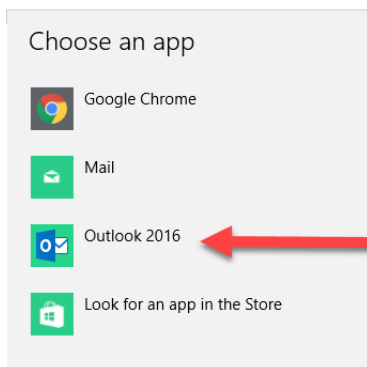 Choose an app
Google Chrome
Mail
Outlook 2016
Look for an app in the Store